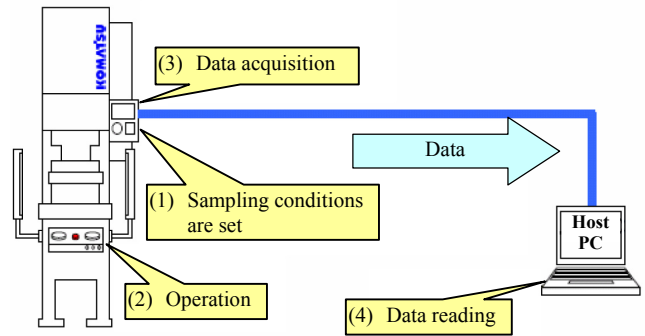 KOMATSU
(3) Data acquisition
Data
(1) Sampling conditions
are set
Host
PC
(2) Operation
(4) Data reading